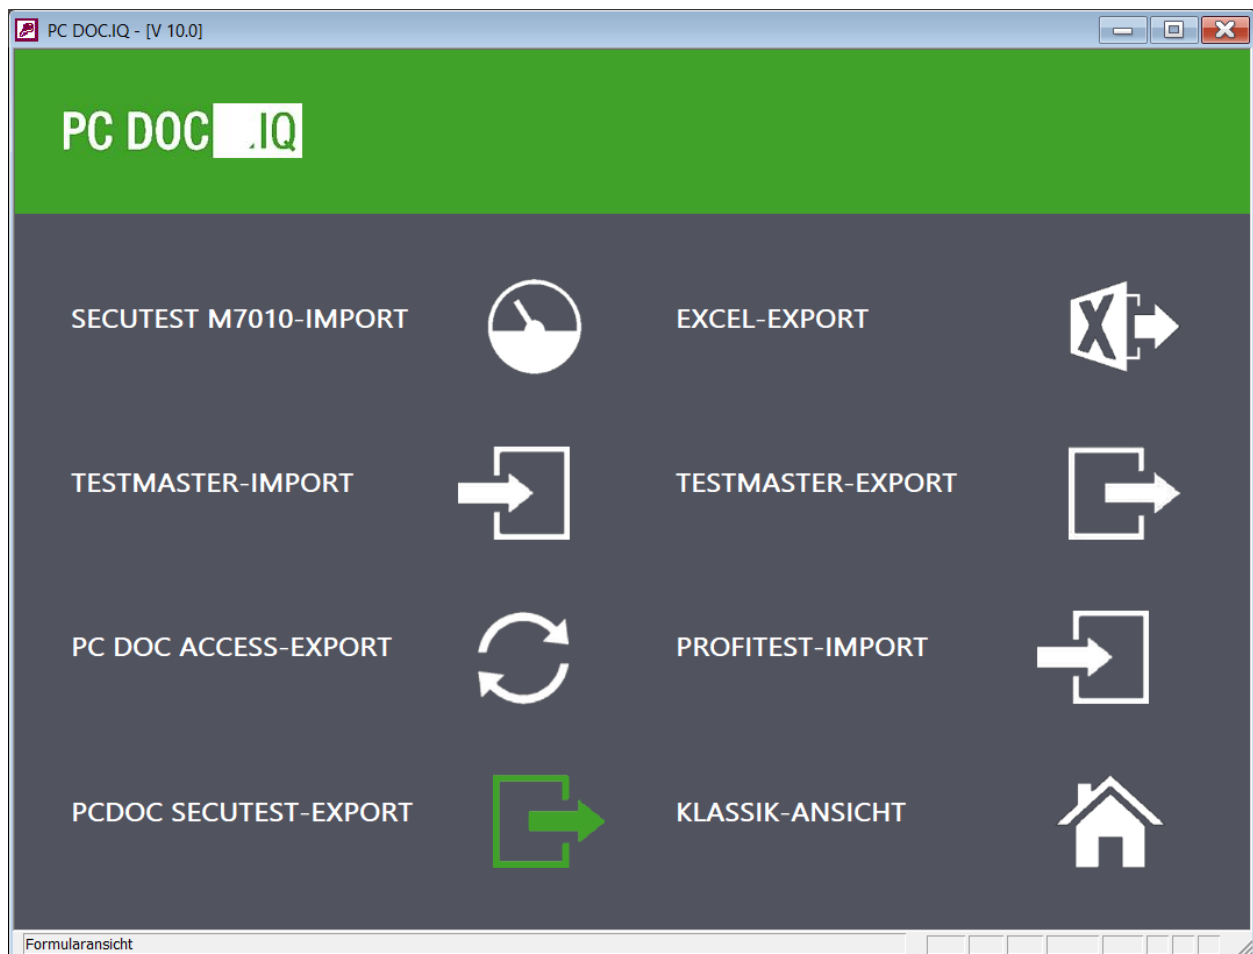 PC DOC.IQ - [V 10.0]
PC DOC .IQ
SECUTEST M7010-IMPORT
EXCEL-EXPORT
TESTMASTER-IMPORT
TESTMASTER-EXPORT
PC DOC ACCESS-EXPORT
PROFITEST-IMPORT
PCDOC SECUTEST-EXPORT
KLASSIK-ANSICHT
Formularansicht